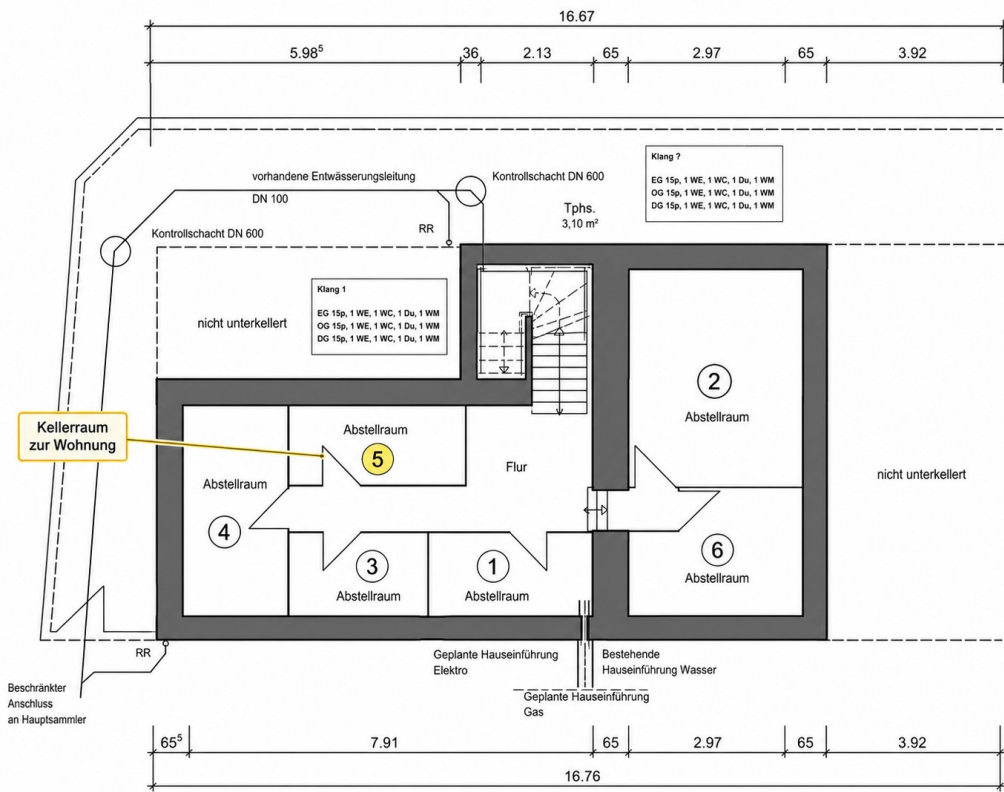 16.67
5.98⁵ 36 2.13 65 2.97 65 3.92
Klang ?
EG 15p, 1 WE, 1 WC, 1 Du, 1 WM
OG 15p, 1 WE, 1 WC, 1 Du, 1 WM
DG 15p, 1 WE, 1 WC, 1 Du, 1 WM
vorhandene Entwässerungsleitung
DN 100
Kontrollschacht DN 600
Tphs.
3,10 m²
RR
Kontrollschacht DN 600
Klang 1
EG 15p, 1 WE, 1 WC, 1 Du, 1 WM
OG 15p, 1 WE, 1 WC, 1 Du, 1 WM
DG 15p, 1 WE, 1 WC, 1 Du, 1 WM
nicht unterkellert
2
Abstellraum
Kellerraum
zur Wohnung
Abstellraum
5
Flur
nicht unterkellert
Abstellraum
4
3
Abstellraum
1
Abstellraum
6
Abstellraum
RR
Geplante Hauseinführung
Elektro
Bestehende
Hauseinführung Wasser
Geplante Hauseinführung
Gas
Beschränkter
Anschluss
an Hauptsammler
65⁵ 7.91 65 2.97 65 3.92
16.76